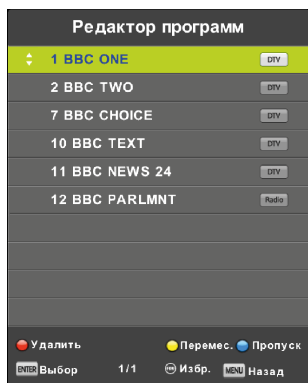 Редактор программ
1 BBC ONE DTV
2 BBC TWO DTV
7 BBC CHOICE DTV
10 BBC TEXT DTV
11 BBC NEWS 24 DTV
12 BBC PARLMNT Radio
Удалить Перемес. Пропуск
ENTER Выбор 1/1 Избр. MENU Назад